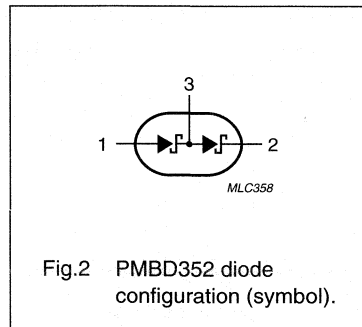 3
1
2
MLC358
Fig.2 PMBD352 diode
configuration (symbol).